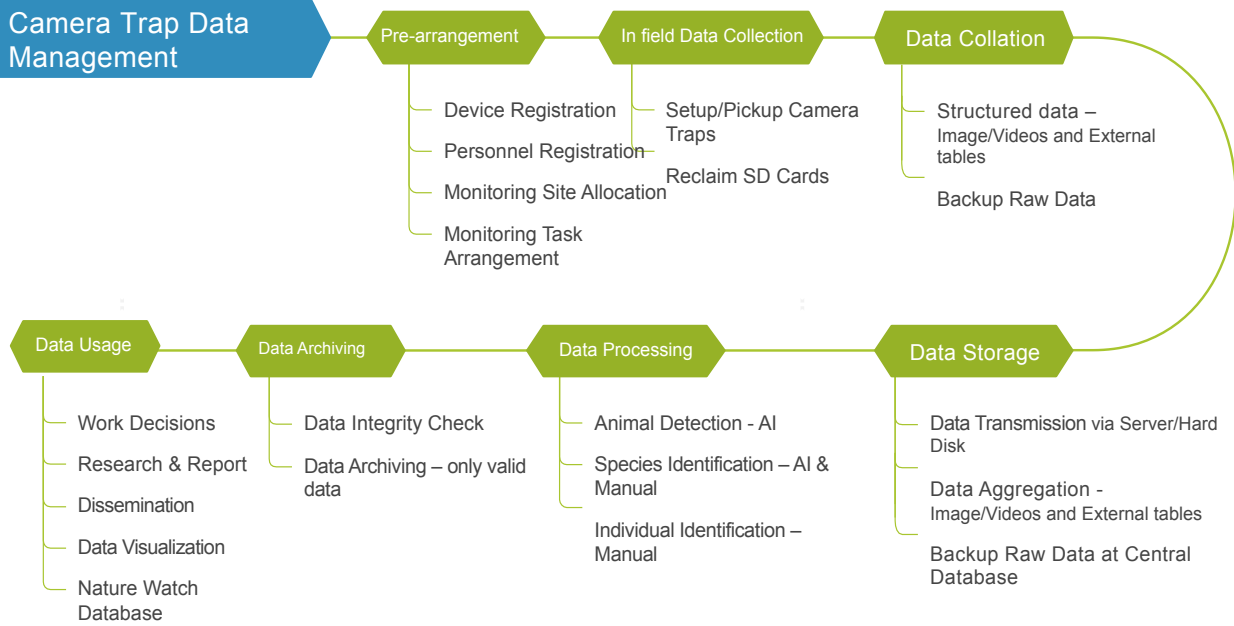 Camera Trap Data
Management
Pre-arrangement
Device Registration
Personnel Registration
Monitoring Site Allocation
Monitoring Task
Arrangement
In field Data Collection
Setup/Pickup Camera
Traps
Reclaim SD Cards
Data Collation
Structured data –
Image/Videos and External
tables
Backup Raw Data
Data Storage
Data Transmission via Server/Hard
Disk
Data Aggregation -
Image/Videos and External tables
Backup Raw Data at Central
Database
Data Processing
Animal Detection - AI
Species Identification – AI &
Manual
Individual Identification –
Manual
Data Archiving
Data Integrity Check
Data Archiving – only valid
data
Data Usage
Work Decisions
Research & Report
Dissemination
Data Visualization
Nature Watch
Database